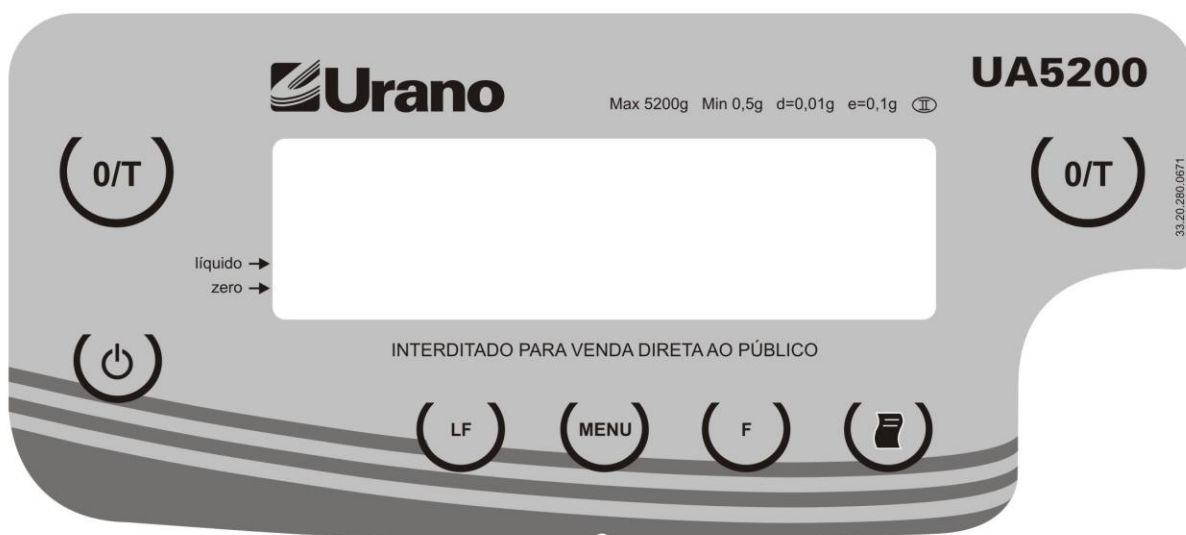 Urano
UA5200
Max 5200g Min 0,5g d=0,01g e=0,1g II
0/T
0/T
33.20.280.0671
líquido
zero
INTERDITADO PARA VENDA DIRETA AO PÚBLICO
LF
MENU
F